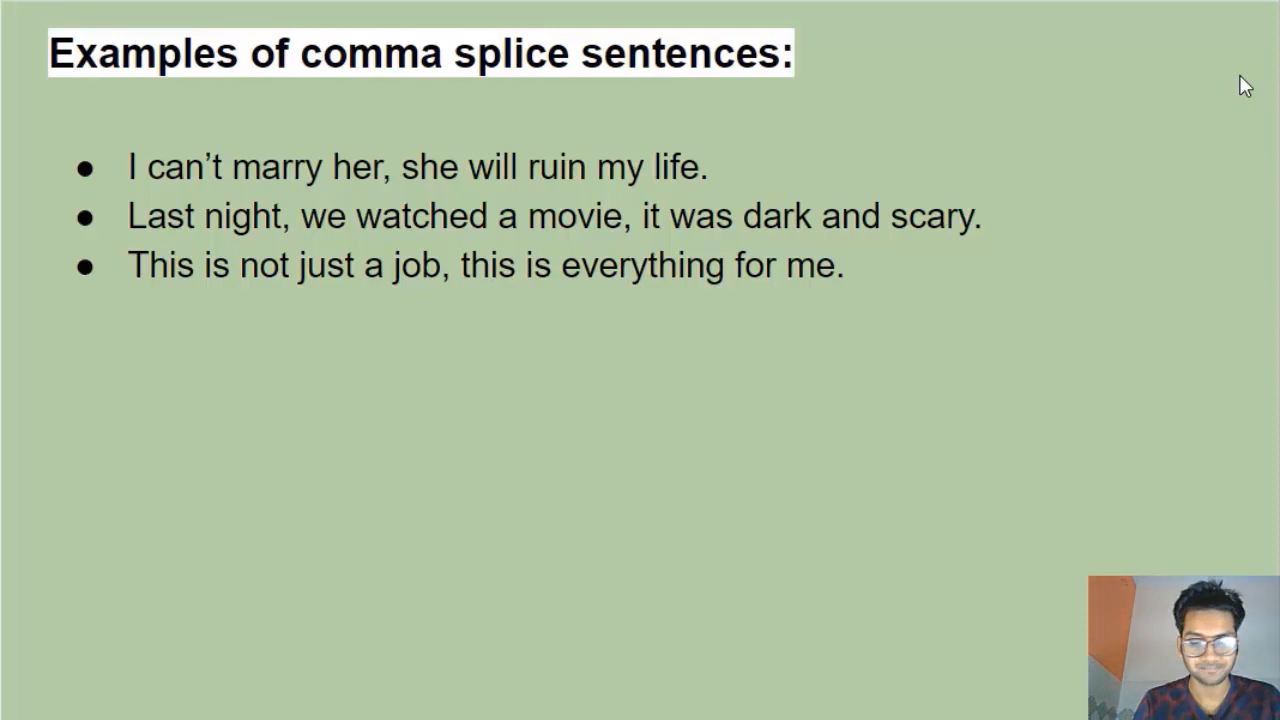 Examples of comma splice sentences:
● I can’t marry her, she will ruin my life.
● Last night, we watched a movie, it was dark and scary.
● This is not just a job, this is everything for me.